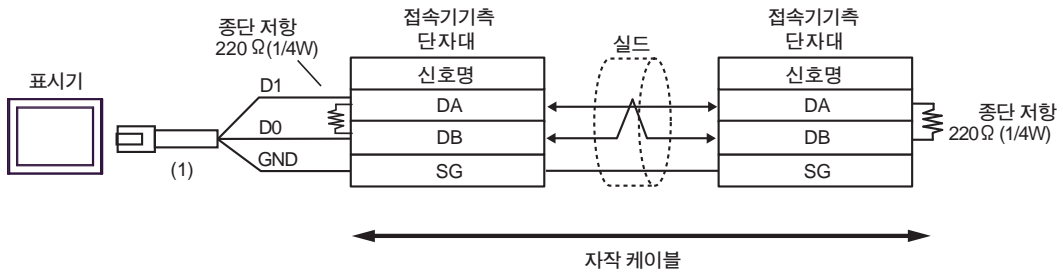 표시기
(1)
D1
D0
GND
종단 저항
220 Ω (1/4W)
접속기기측
단자대
신호명
DA
DB
SG
실드
접속기기측
단자대
신호명
DA
DB
SG
종단 저항
220Ω (1/4W)
자작 케이블